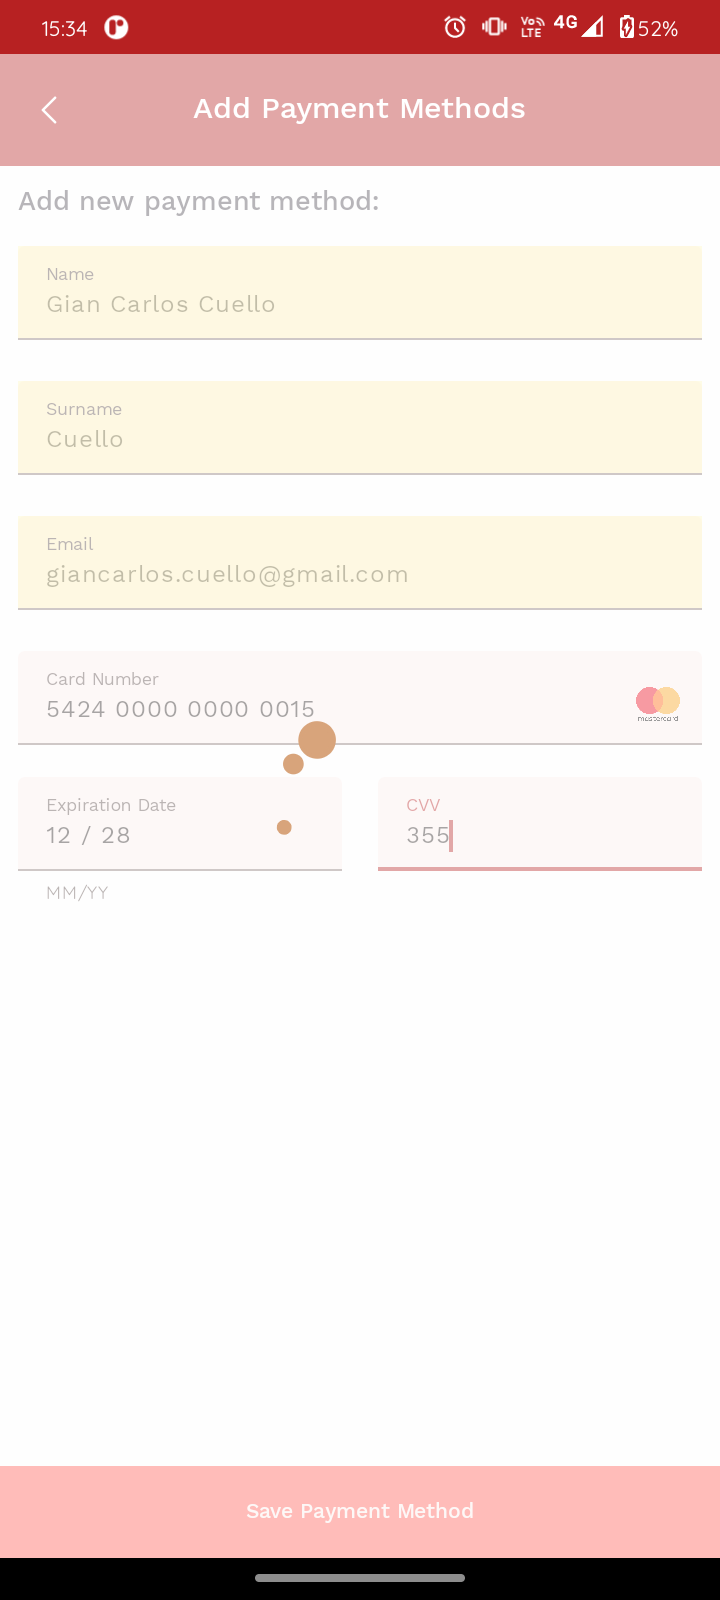 15:34 Vo LTE 4G 52%
Add Payment Methods
Add new payment method:
Name
Gian Carlos Cuello
Surname
Cuello
Email
giancarlos.cuello@gmail.com
Card Number
5424 0000 0000 0015
mastercard
Expiration Date
12 / 28
MM/YY
CVV
355
Save Payment Method